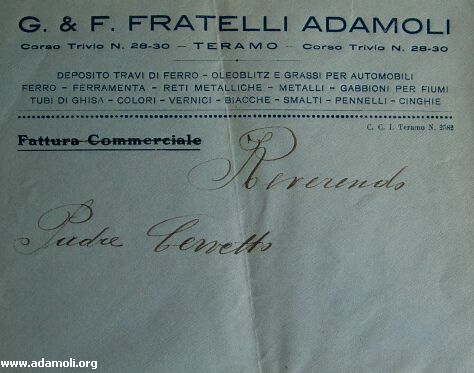 G. & F. FRATELLI ADAMOLI
Corso Trivio N. 28-30 — TERAMO — Corso Trivio N. 28-30
DEPOSITO TRAVI DI FERRO - OLEOBLITZ E GRASSI PER AUTOMOBILI
FERRO - FERRAMENTA - RETI METALLICHE - METALLI - GABBIONI PER FIUMI
TUBI DI GHISA - COLORI - VERNICI - BIACCHE - SMALTI - PENNELLI - CINGHIE
C. C. I. Teramo N. 2582
Fattura Commerciale
Reverendo
Padre Cerretto
www.adamoli.org